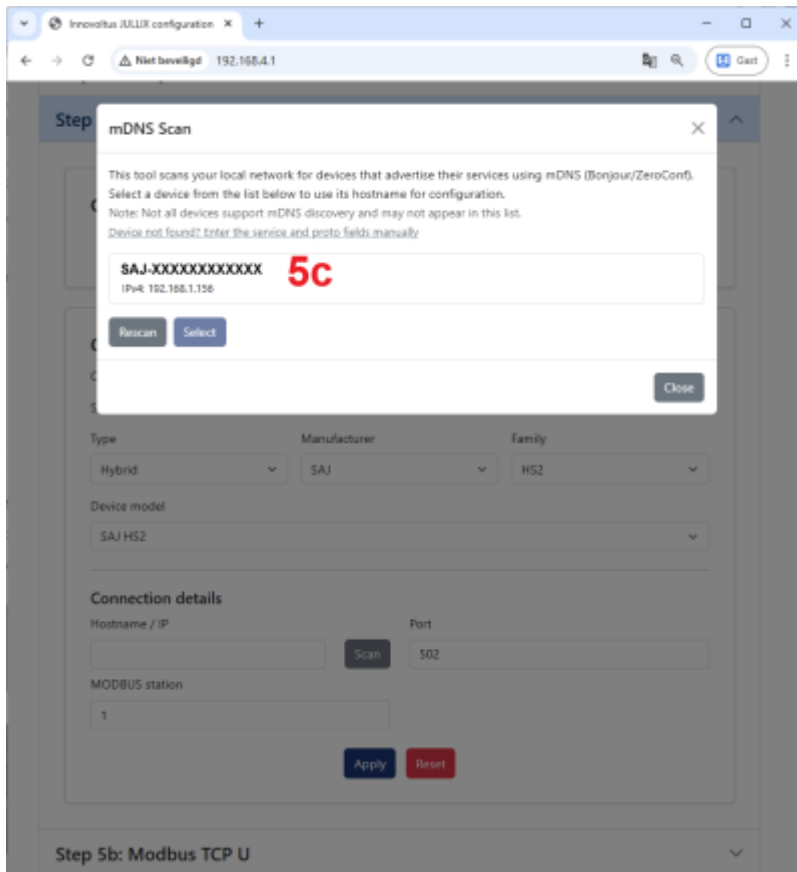 Innovoltus JULLIX configuration
Niet beveiligd 192.168.4.1
Gast
Step
mDNS Scan
This tool scans your local network for devices that advertise their services using mDNS (Bonjour/ZeroConf).
Select a device from the list below to use its hostname for configuration.
Note: Not all devices support mDNS discovery and may not appear in this list.
Device not found? Enter the service and proto fields manually
SAJ-XXXXXXXXXXXX 5c
IPv4: 192.168.1.156
Rescan Select
Close
Type Manufacturer Family
Hybrid SAJ HS2
Device model
SAJ HS2
Connection details
Hostname / IP Port
Scan 502
MODBUS station
1
Apply Reset
Step 5b: Modbus TCP U